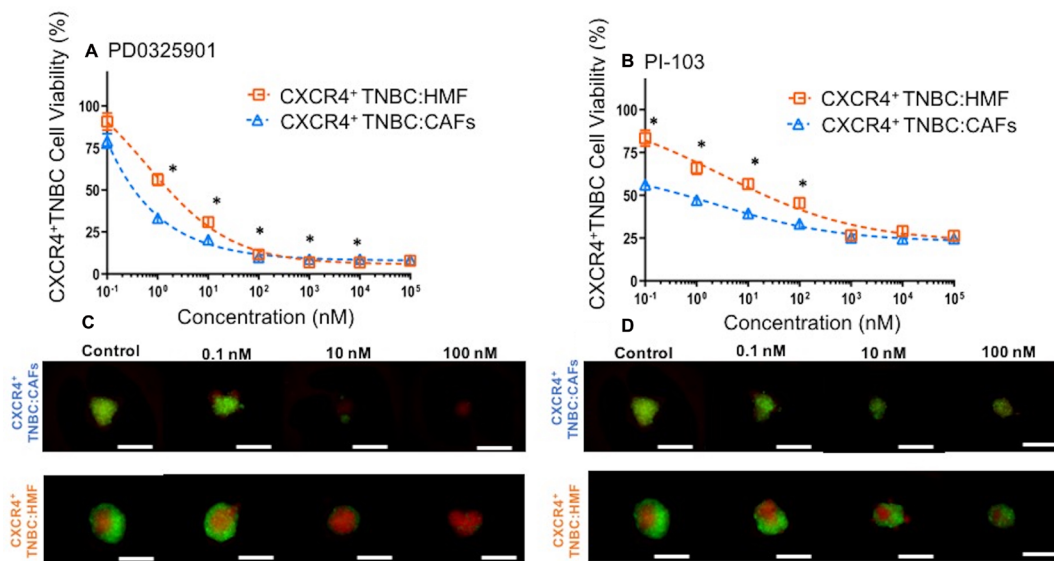 A PD0325901
CXCR4⁺TNBC Cell Viability (%)
100
75
50
25
0
CXCR4⁺ TNBC:HMF
CXCR4⁺ TNBC:CAFs
*
*
*
*
*
10⁻¹
10⁰
10¹
10²
10³
10⁴
10⁵
Concentration (nM)
B PI-103
CXCR4⁺TNBC Cell Viability (%)
100
75
50
25
0
CXCR4⁺ TNBC:HMF
CXCR4⁺ TNBC:CAFs
*
*
*
*
10⁻¹
10⁰
10¹
10²
10³
10⁴
10⁵
Concentration (nM)
C
Control
0.1 nM
10 nM
100 nM
CXCR4⁺
TNBC:CAFs
CXCR4⁺
TNBC:HMF
D
Control
0.1 nM
10 nM
100 nM
CXCR4⁺
TNBC:CAFs
CXCR4⁺
TNBC:HMF